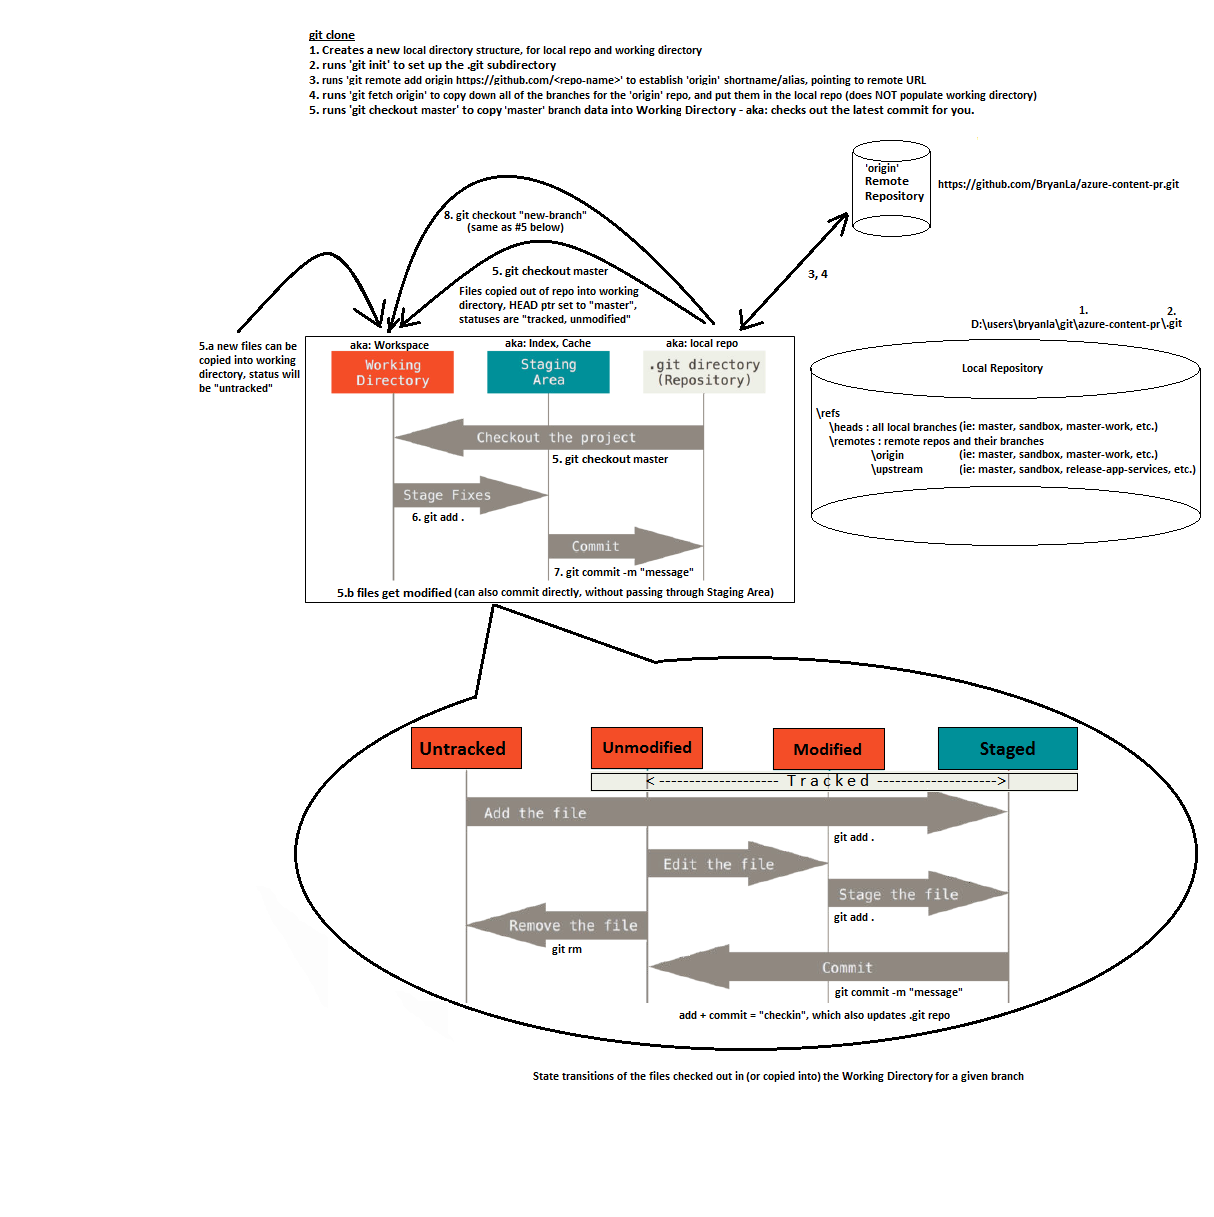 git clone
1. Creates a new local directory structure, for local repo and working directory
2. runs 'git init' to set up the .git subdirectory
3. runs 'git remote add origin https://github.com/<repo-name>' to establish 'origin' shortname/alias, pointing to remote URL
4. runs 'git fetch origin' to copy down all of the branches for the 'origin' repo, and put them in the local repo (does NOT populate working directory)
5. runs 'git checkout master' to copy 'master' branch data into Working Directory - aka: checks out the latest commit for you.
'origin'
Remote
Repository
https://github.com/BryanLa/azure-content-pr.git
8. git checkout "new-branch"
(same as #5 below)
3, 4
5. git checkout master
Files copied out of repo into working
directory, HEAD ptr set to "master",
statuses are "tracked, unmodified"
1.
2.
D:\users\bryanla\git\azure-content-pr\.git
5.a new files can be
copied into working
directory, status will
be "untracked"
aka: Workspace
aka: Index, Cache
aka: local repo
Working
Directory
Staging
Area
.git directory
(Repository)
Checkout the project
5. git checkout master
Stage Fixes
6. git add .
Commit
7. git commit -m "message"
5.b files get modified (can also commit directly, without passing through Staging Area)
Local Repository
\refs
\heads : all local branches (ie: master, sandbox, master-work, etc.)
\remotes : remote repos and their branches
\origin (ie: master, sandbox, master-work, etc.)
\upstream (ie: master, sandbox, release-app-services, etc.)
Untracked
Unmodified
Modified
Staged
<-------------------- Tracked -------------------->
Add the file
git add .
Edit the file
Stage the file
git add .
Remove the file
git rm
Commit
git commit -m "message"
add + commit = "checkin", which also updates .git repo
State transitions of the files checked out in (or copied into) the Working Directory for a given branch